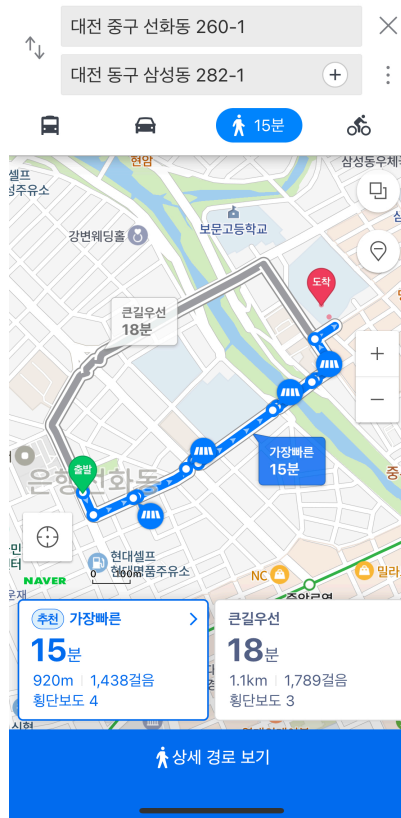 대전 중구 선화동 260-1
대전 동구 삼성동 282-1
15분
현암
삼성동우체
셀프
성주유소
보문고등학교
강변웨딩홀
도착
큰길우선
18분
가장빠른
15분
출발
은행선화동
현대셀프
현대명품주유소
NAVER
0
100m
NC
밀라
중앙로역
추천 가장빠른
15분
920m 1,438걸음
횡단보도 4
큰길우선
18분
1.1km 1,789걸음
횡단보도 3
상세 경로 보기